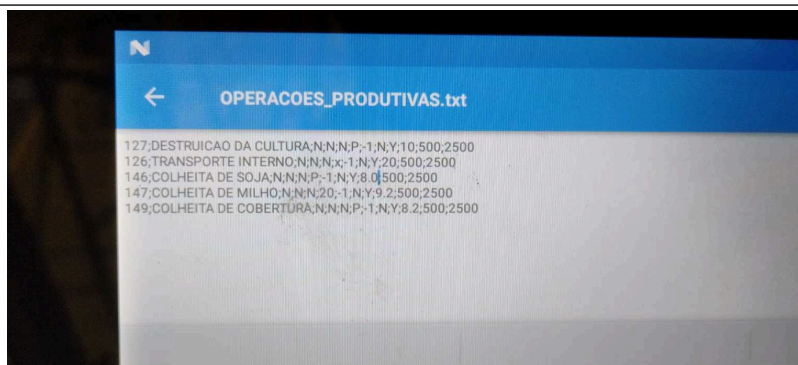 N
OPERACOES_PRODUTIVAS.txt
127;DESTRUICAO DA CULTURA;N;N;N;P;-1;N;Y;10;500;2500
126;TRANSPORTE INTERNO;N;N;N;x;-1;N;Y;20;500;2500
146;COLHEITA DE SOJA;N;N;N;P;-1;N;Y;8.0;500;2500
147;COLHEITA DE MILHO;N;N;N;20;-1;N;Y;9.2;500;2500
149;COLHEITA DE COBERTURA;N;N;N;P;-1;N;Y;8.2;500;2500